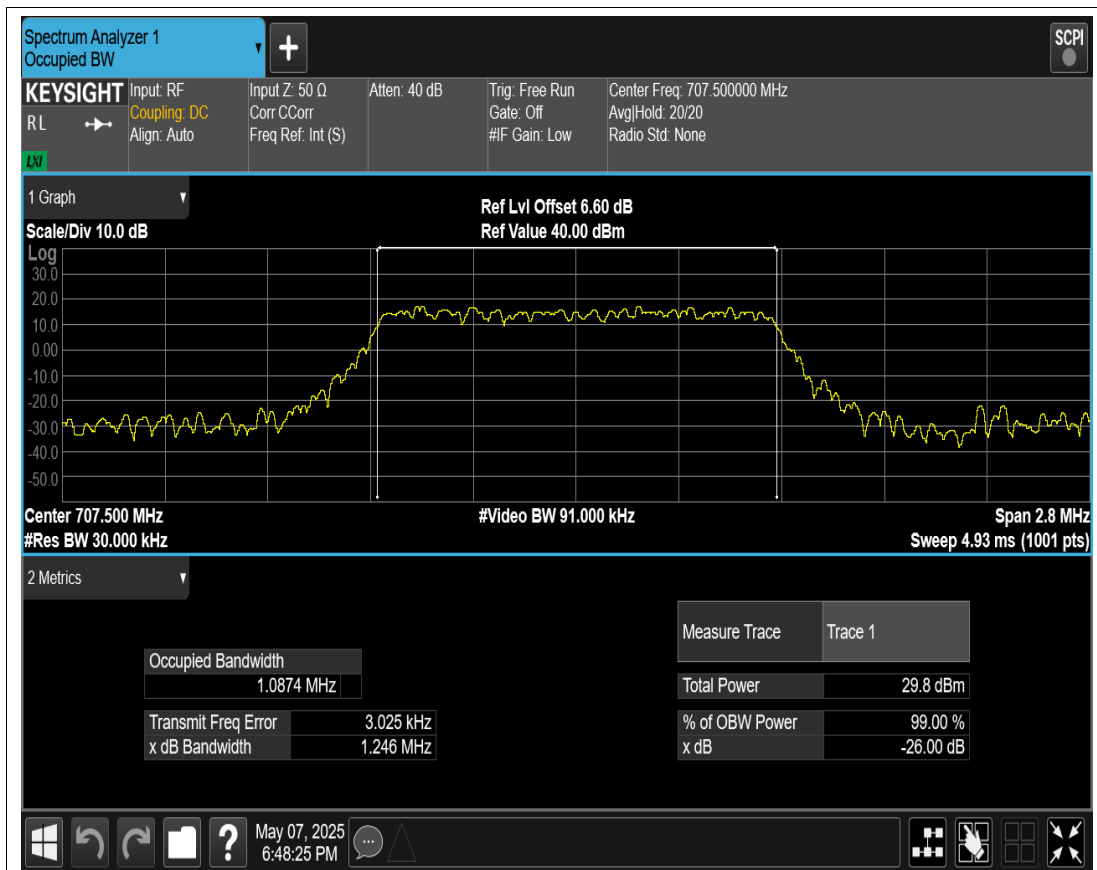 Spectrum Analyzer 1
Occupied BW
+
SCPI
KEYSIGHT
R L
LXI
Input: RF
Coupling: DC
Align: Auto
Input Z: 50 Ω
Corr CCorr
Freq Ref: Int (S)
Atten: 40 dB
Trig: Free Run
Gate: Off
#IF Gain: Low
Center Freq: 707.500000 MHz
Avg|Hold: 20/20
Radio Std: None
1 Graph
Ref Lvl Offset 6.60 dB
Scale/Div 10.0 dB
Ref Value 40.00 dBm
Log
30.0
20.0
10.0
0.00
-10.0
-20.0
-30.0
-40.0
-50.0
Center 707.500 MHz
#Video BW 91.000 kHz
Span 2.8 MHz
#Res BW 30.000 kHz
Sweep 4.93 ms (1001 pts)
2 Metrics
Measure Trace Trace 1
Occupied Bandwidth
1.0874 MHz
Total Power 29.8 dBm
Transmit Freq Error 3.025 kHz
% of OBW Power 99.00 %
x dB Bandwidth 1.246 MHz
x dB -26.00 dB
?
May 07, 2025
6:48:25 PM